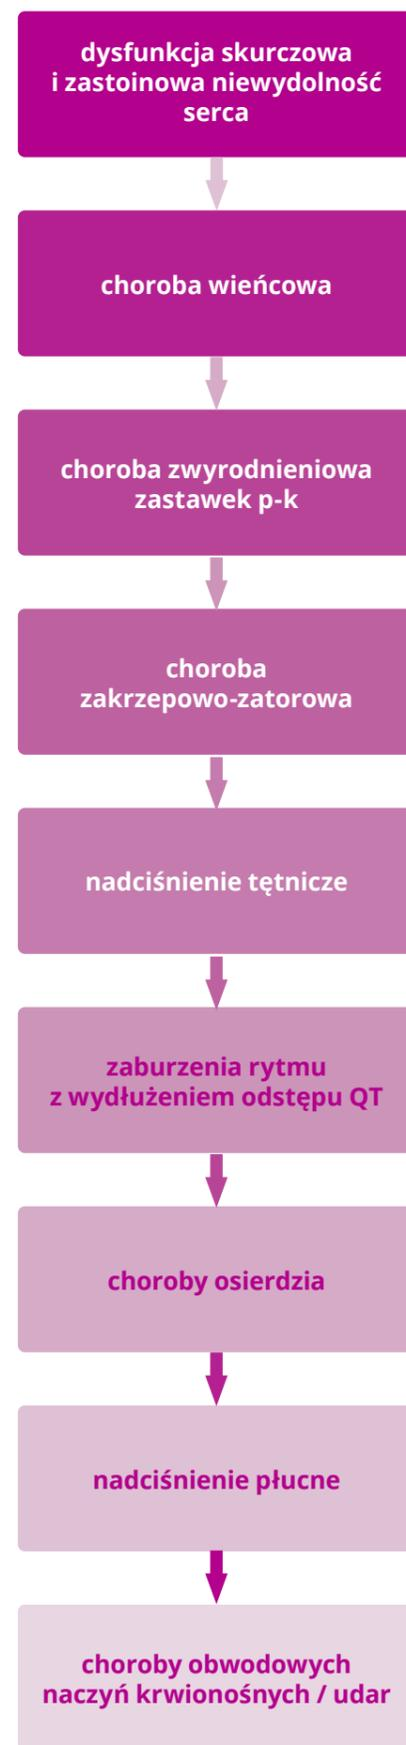 dysfunkcja skurczowa
i zastoinowa niewydolność
serca
choroba wieńcowa
choroba zwyrodnieniowa
zastawek p-k
choroba
zakrzepowo-zatorowa
nadciśnienie tętnicze
zaburzenia rytmu
z wydłużeniem odstępu QT
choroby osierdzia
nadciśnienie płucne
choroby obwodowych
naczyń krwionośnych / udar